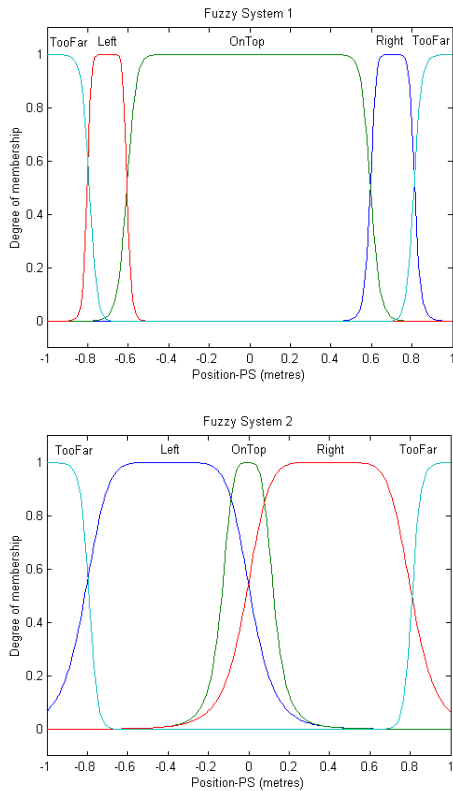 Fuzzy System 1
TooFar Left OnTop Right TooFar
1
0.8
0.6
0.4
0.2
0
Degree of membership
-1 -0.8 -0.6 -0.4 -0.2 0 0.2 0.4 0.6 0.8 1
Position-PS (metres)
Fuzzy System 2
TooFar Left OnTop Right TooFar
1
0.8
0.6
0.4
0.2
0
Degree of membership
-1 -0.8 -0.6 -0.4 -0.2 0 0.2 0.4 0.6 0.8 1
Position-PS (metres)